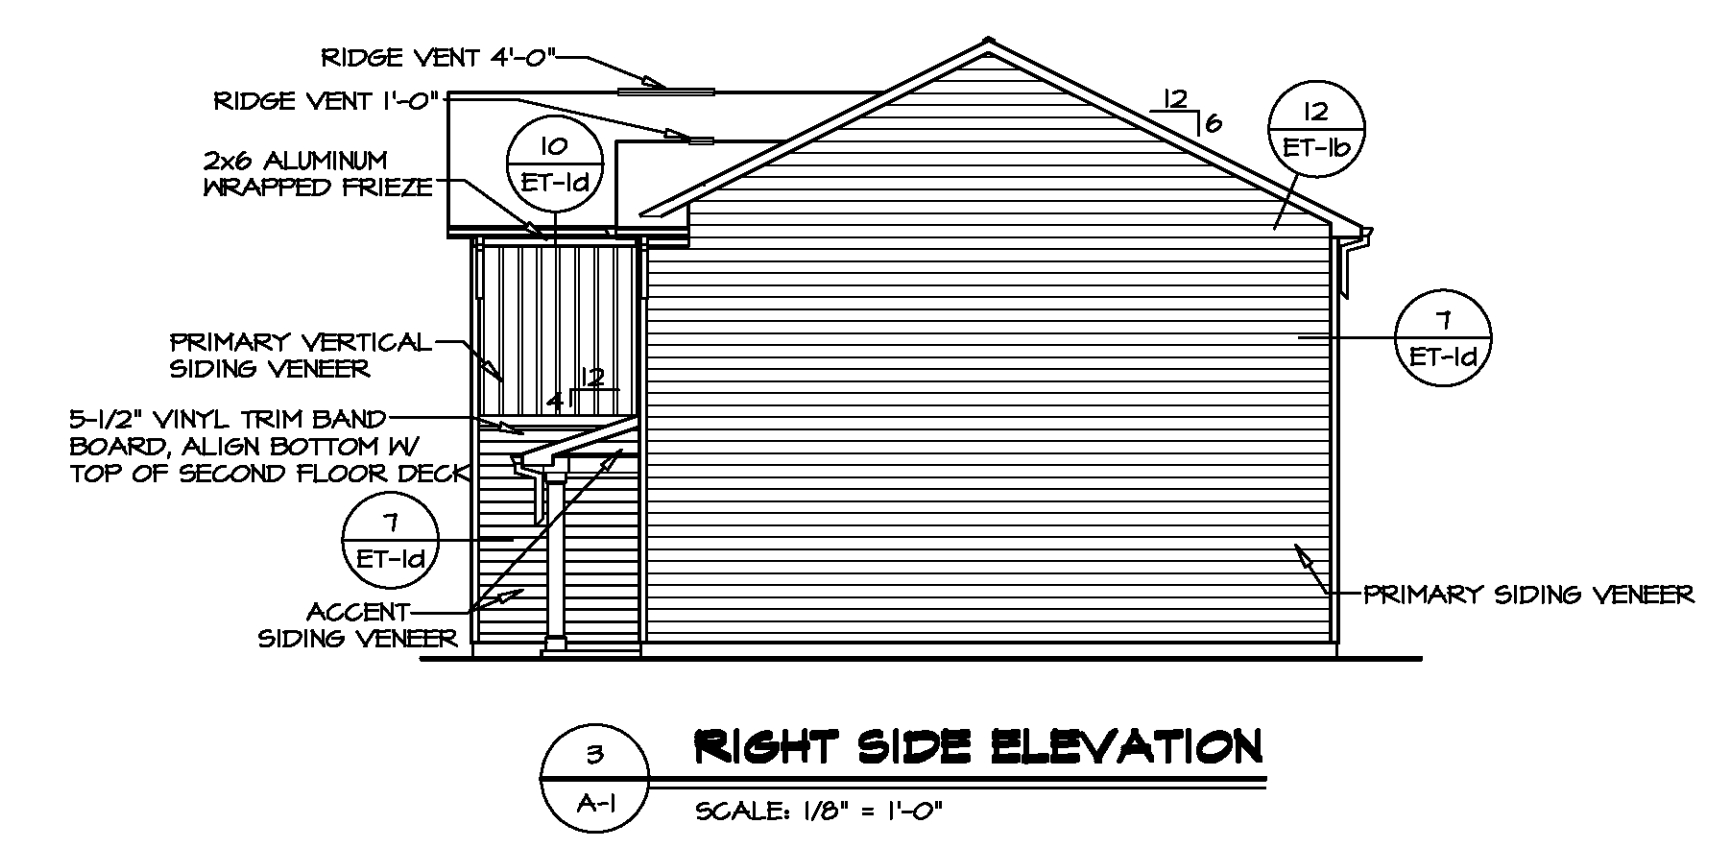 RIDGE VENT 4'-0"
RIDGE VENT 1'-0"
2x6 ALUMINUM
WRAPPED FRIEZE
10
ET-1d
12
6
12
ET-1b
PRIMARY VERTICAL
SIDING VENEER
7
ET-1d
12
4
5-1/2" VINYL TRIM BAND
BOARD, ALIGN BOTTOM W/
TOP OF SECOND FLOOR DECK
7
ET-1d
ACCENT
SIDING VENEER
PRIMARY SIDING VENEER
3
A-1
RIGHT SIDE ELEVATION
SCALE: 1/8" = 1'-0"